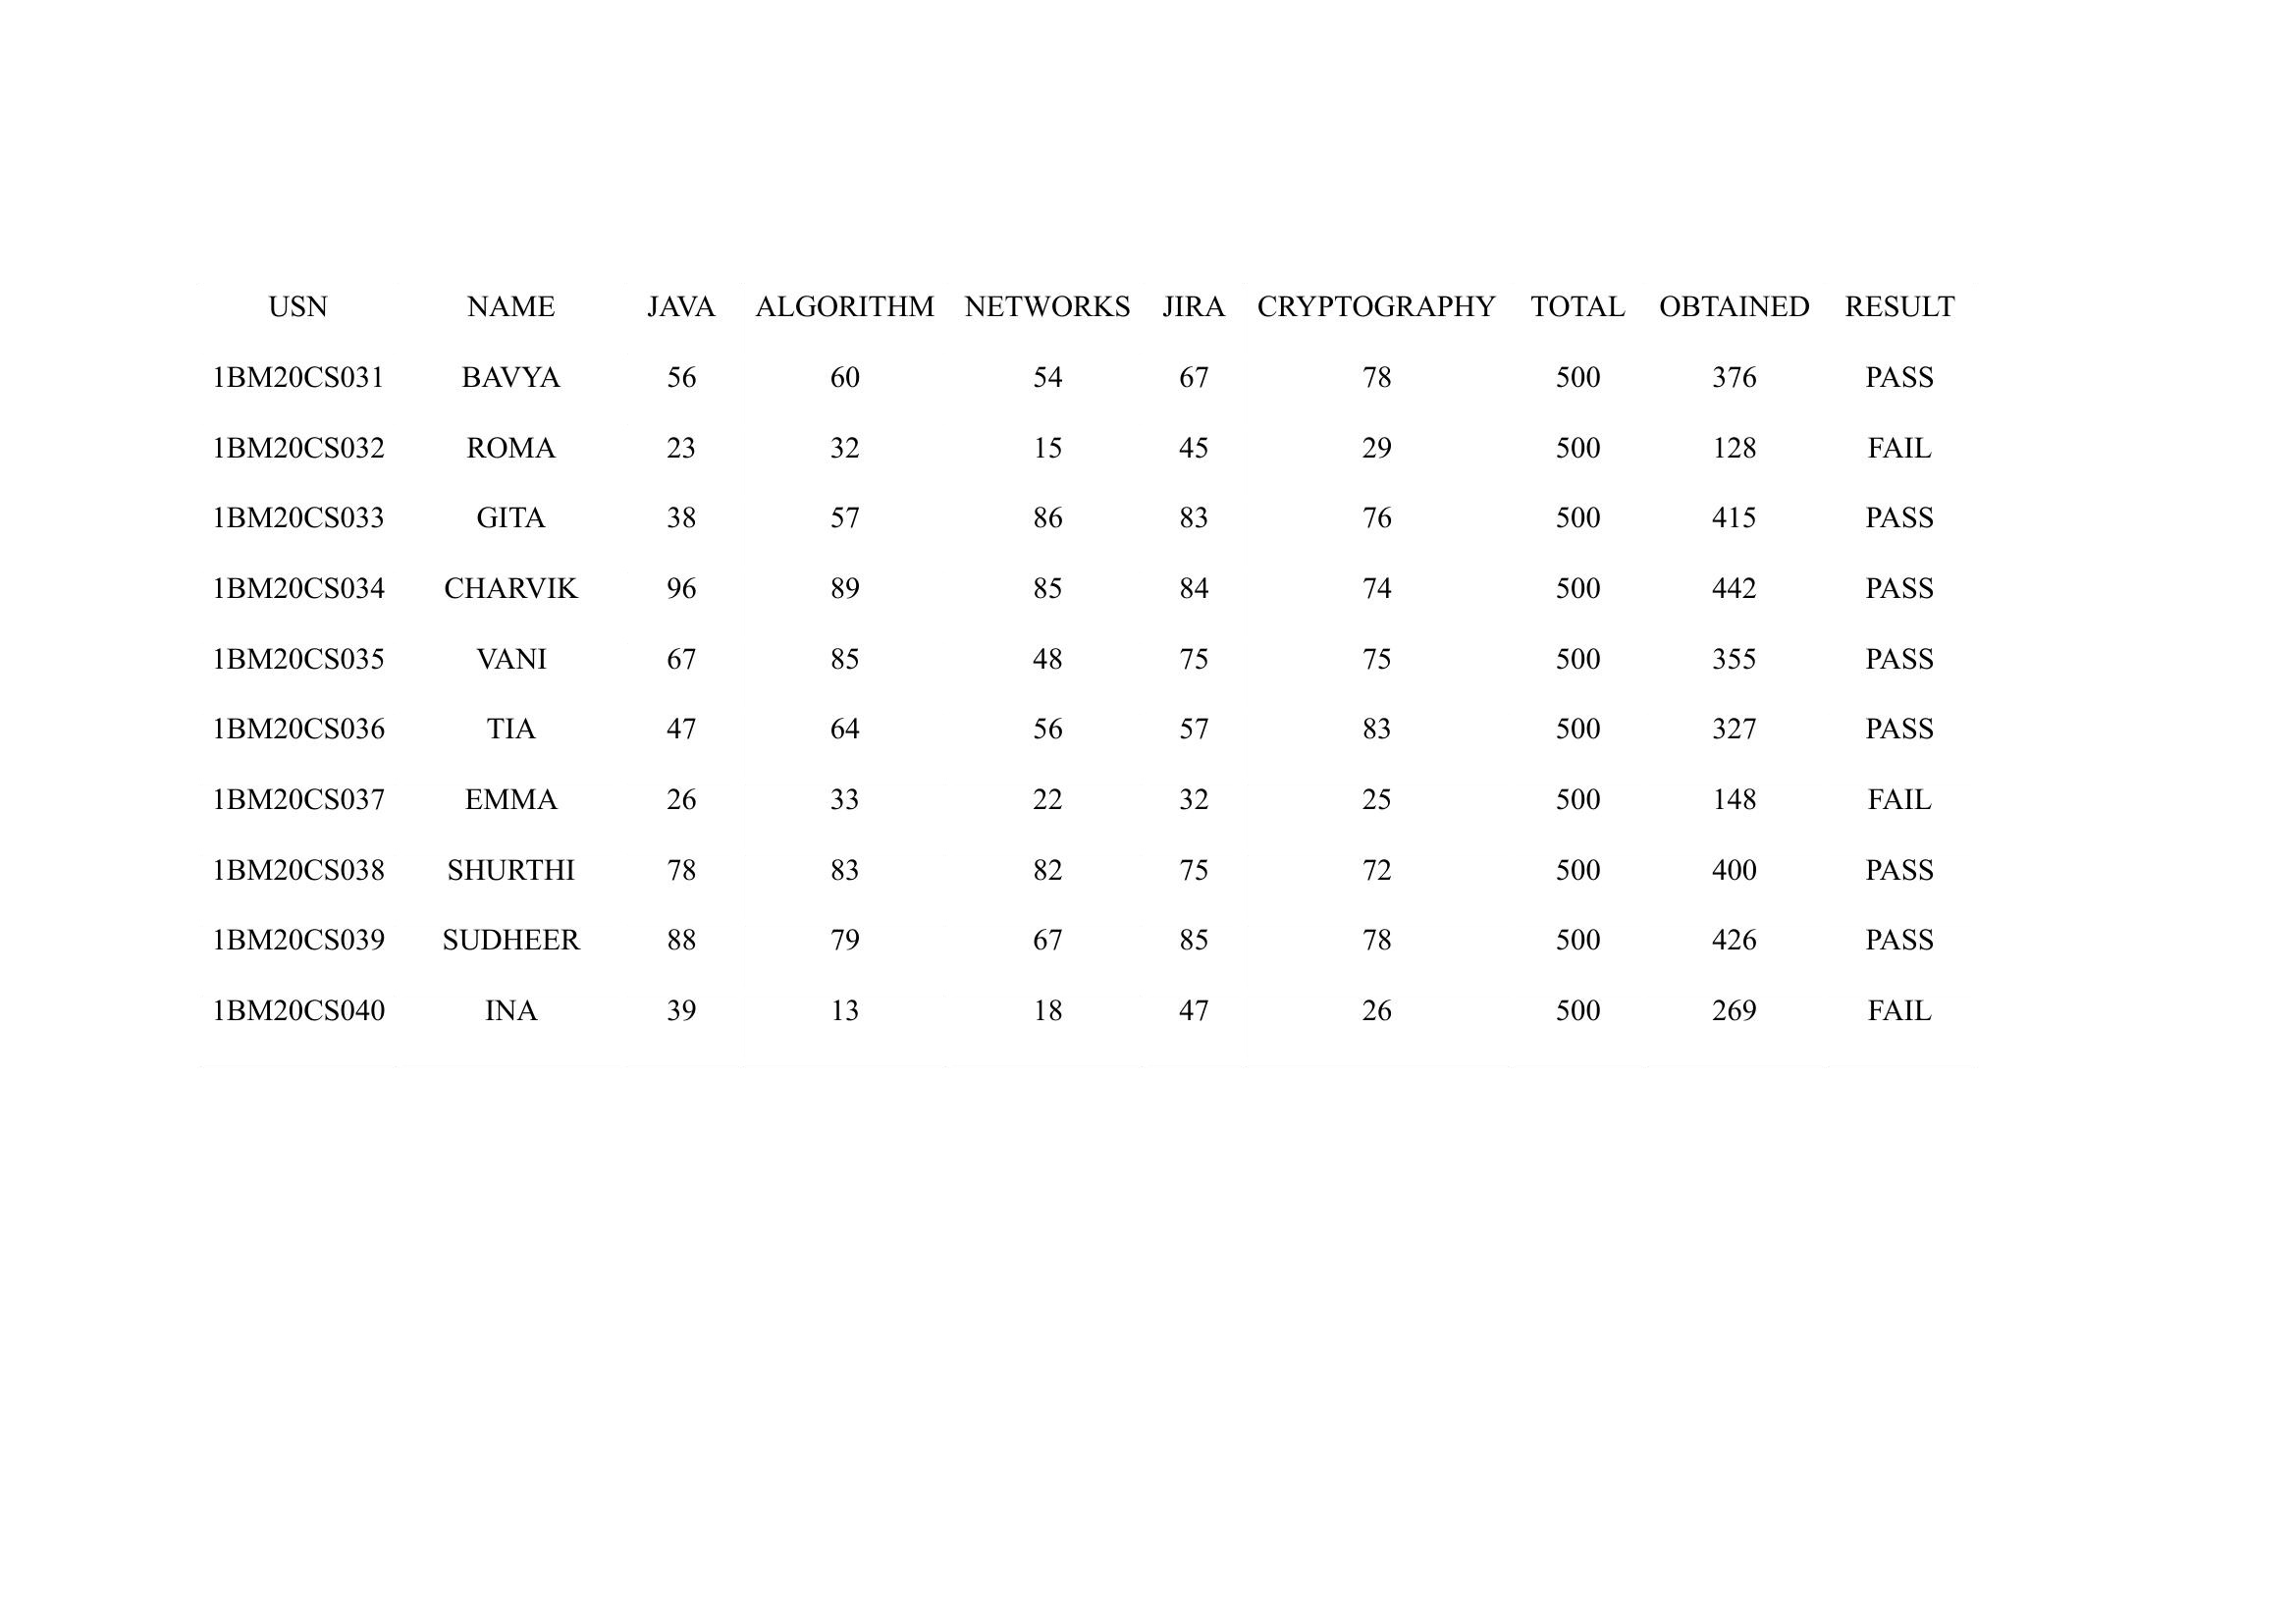 USN NAME JAVA ALGORITHM NETWORKS JIRA CRYPTOGRAPHY TOTAL OBTAINED RESULT
1BM20CS031 BAVYA 56 60 54 67 78 500 376 PASS
1BM20CS032 ROMA 23 32 15 45 29 500 128 FAIL
1BM20CS033 GITA 38 57 86 83 76 500 415 PASS
1BM20CS034 CHARVIK 96 89 85 84 74 500 442 PASS
1BM20CS035 VANI 67 85 48 75 75 500 355 PASS
1BM20CS036 TIA 47 64 56 57 83 500 327 PASS
1BM20CS037 EMMA 26 33 22 32 25 500 148 FAIL
1BM20CS038 SHURTHI 78 83 82 75 72 500 400 PASS
1BM20CS039 SUDHEER 88 79 67 85 78 500 426 PASS
1BM20CS040 INA 39 13 18 47 26 500 269 FAIL